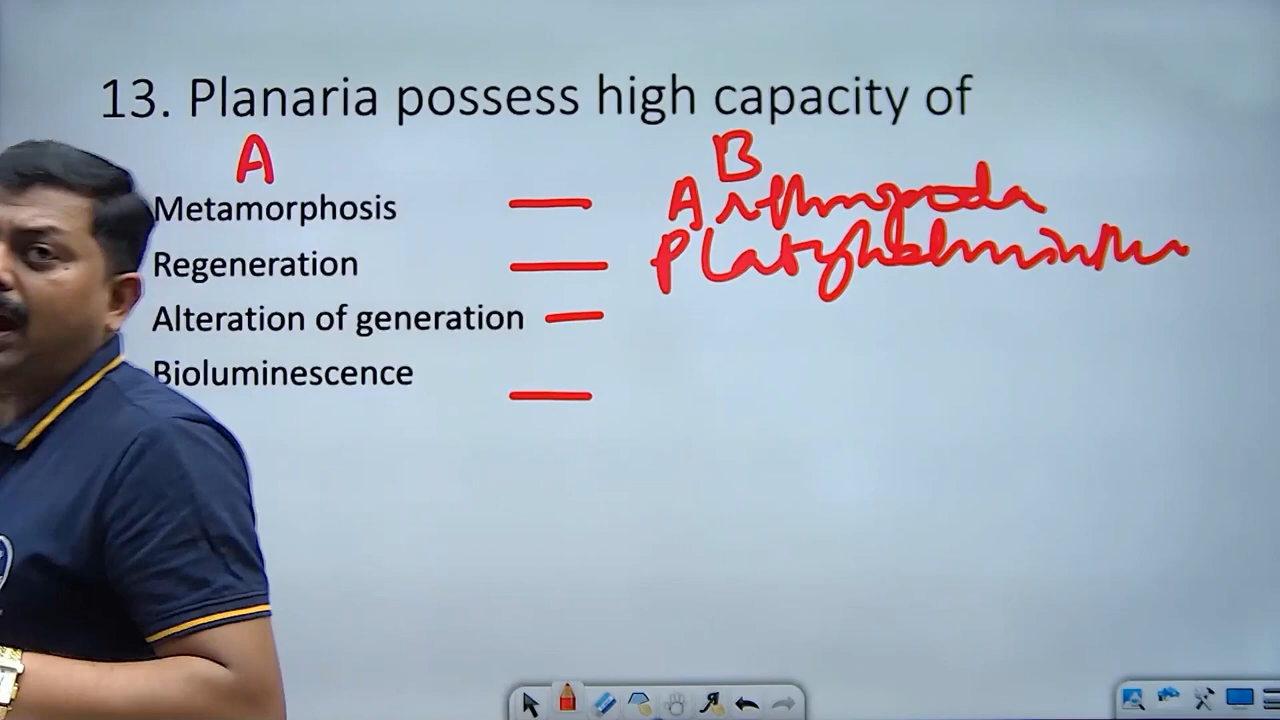 13. Planaria possess high capacity of
A
B
Metamorphosis — Arthropoda
Regeneration — Platyhelminthes
Alteration of generation —
Bioluminescence —